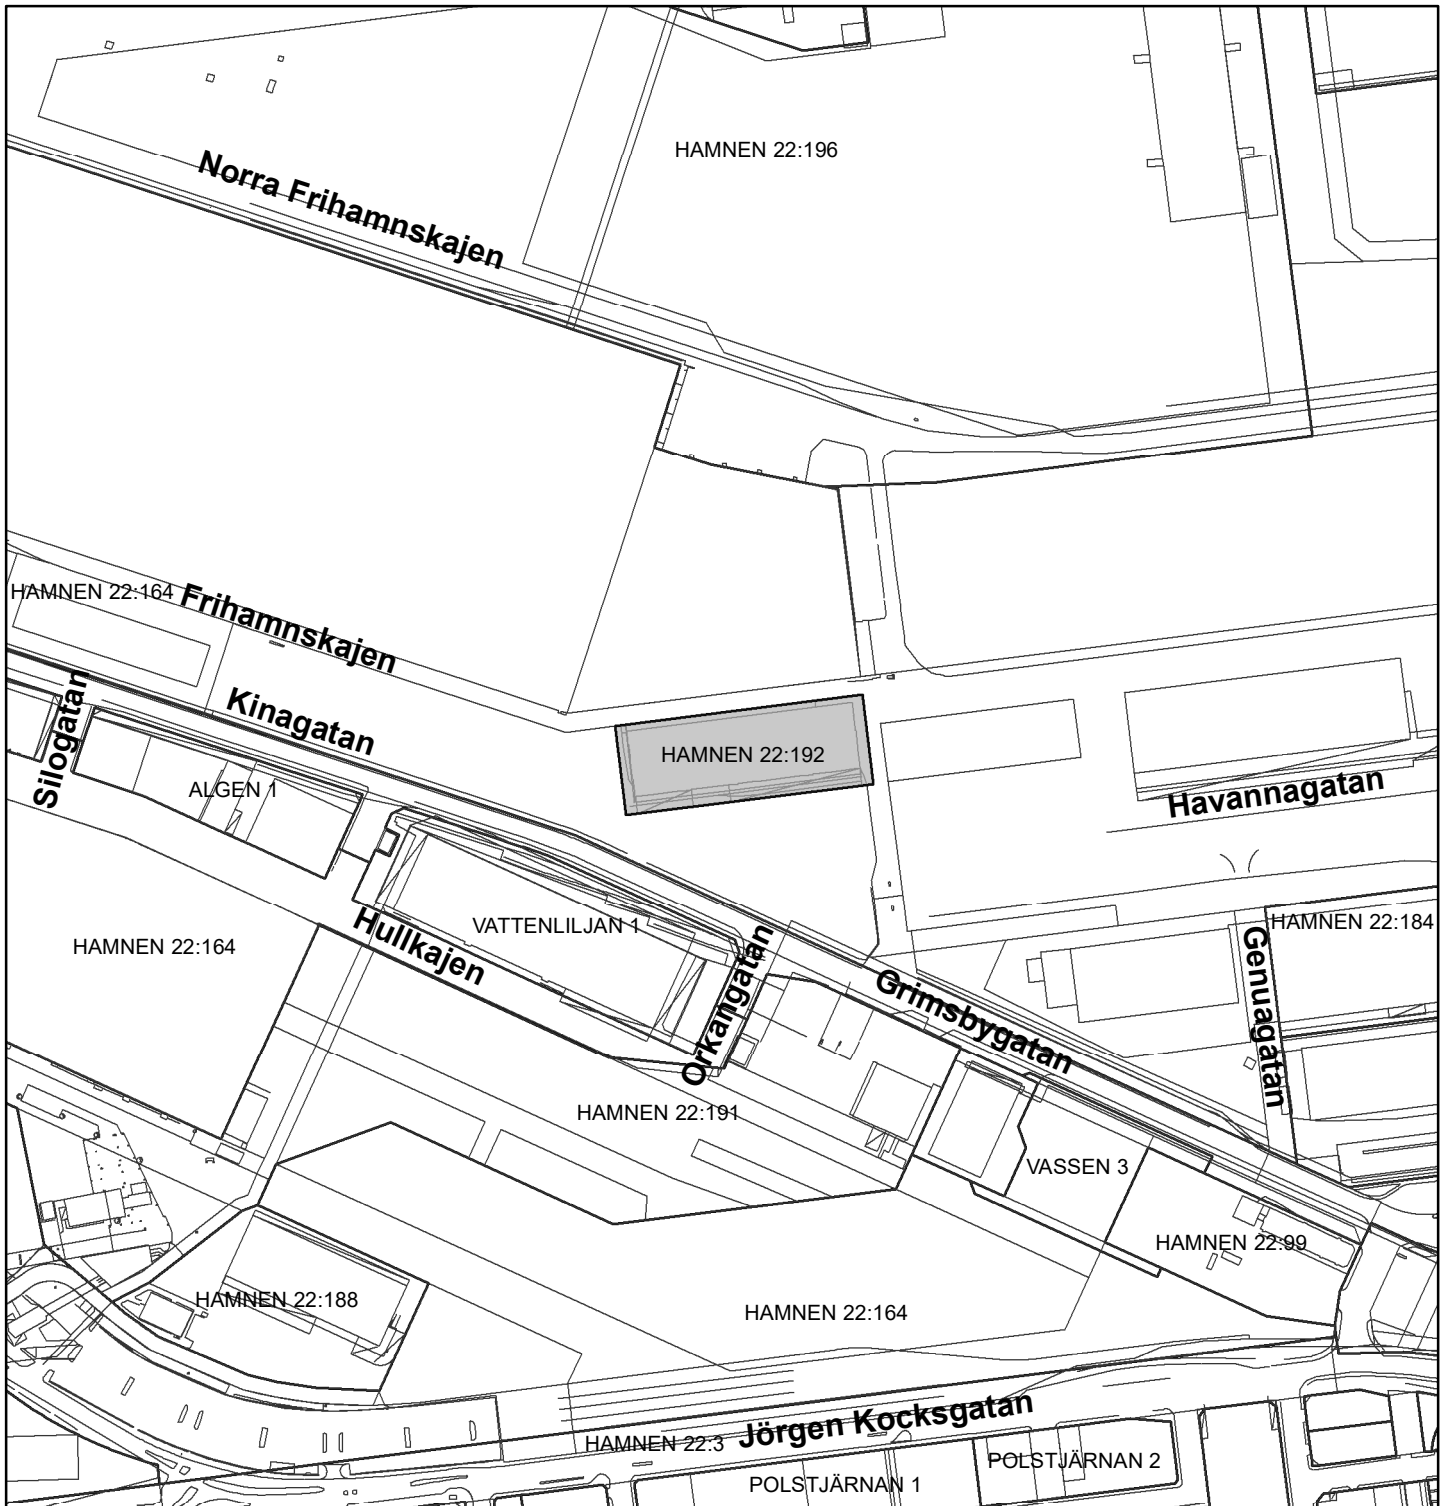 HAMNEN 22:196
Norra Frihamnskajen
HAMNEN 22:164
Frihamnskajen
Kinagatan
Silogatan
HAMNEN 22:192
ALGEN 1
Havannagatan
VATTENLILJAN 1
HAMNEN 22:184
HAMNEN 22:164
Hullkajen
Orkangatan
Grimsbygatan
Genuagatan
HAMNEN 22:191
VASSEN 3
HAMNEN 22:99
HAMNEN 22:188
HAMNEN 22:164
Jörgen Kocksgatan
HAMNEN 22:3
POLSTJÄRNAN 2
POLSTJÄRNAN 1